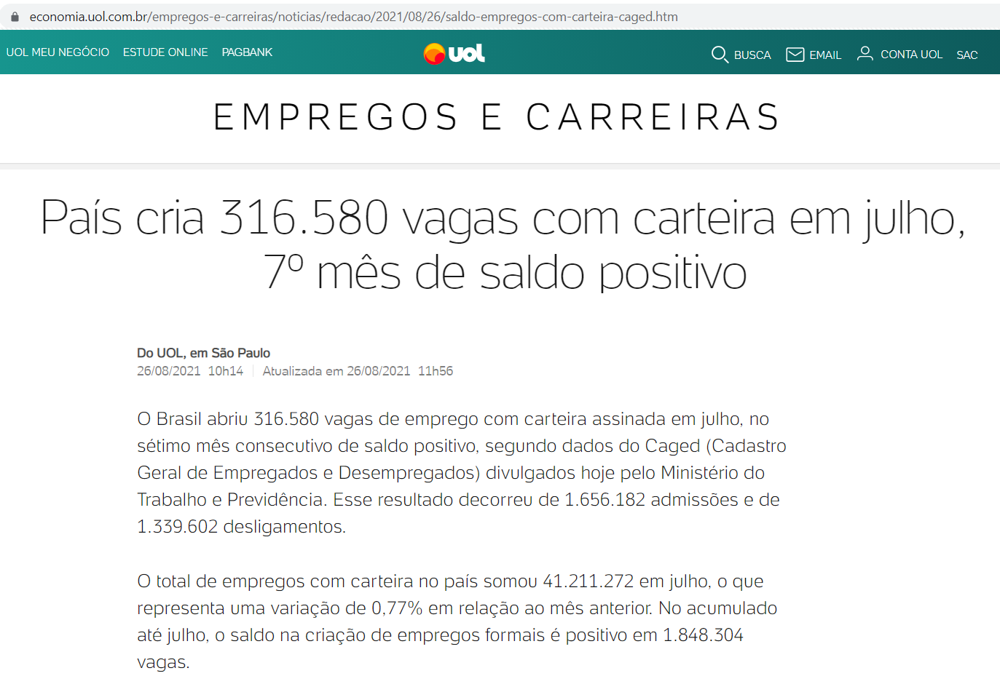 economia.uol.com.br/empregos-e-carreiras/noticias/redacao/2021/08/26/saldo-empregos-com-carteira-caged.htm
UOL MEU NEGÓCIO ESTUDE ONLINE PAGBANK uol BUSCA EMAIL CONTA UOL SAC
EMPREGOS E CARREIRAS
País cria 316.580 vagas com carteira em julho,
7º mês de saldo positivo
Do UOL, em São Paulo
26/08/2021 10h14 Atualizada em 26/08/2021 11h56
O Brasil abriu 316.580 vagas de emprego com carteira assinada em julho, no
sétimo mês consecutivo de saldo positivo, segundo dados do Caged (Cadastro
Geral de Empregados e Desempregados) divulgados hoje pelo Ministério do
Trabalho e Previdência. Esse resultado decorreu de 1.656.182 admissões e de
1.339.602 desligamentos.
O total de empregos com carteira no país somou 41.211.272 em julho, o que
representa uma variação de 0,77% em relação ao mês anterior. No acumulado
até julho, o saldo na criação de empregos formais é positivo em 1.848.304
vagas.